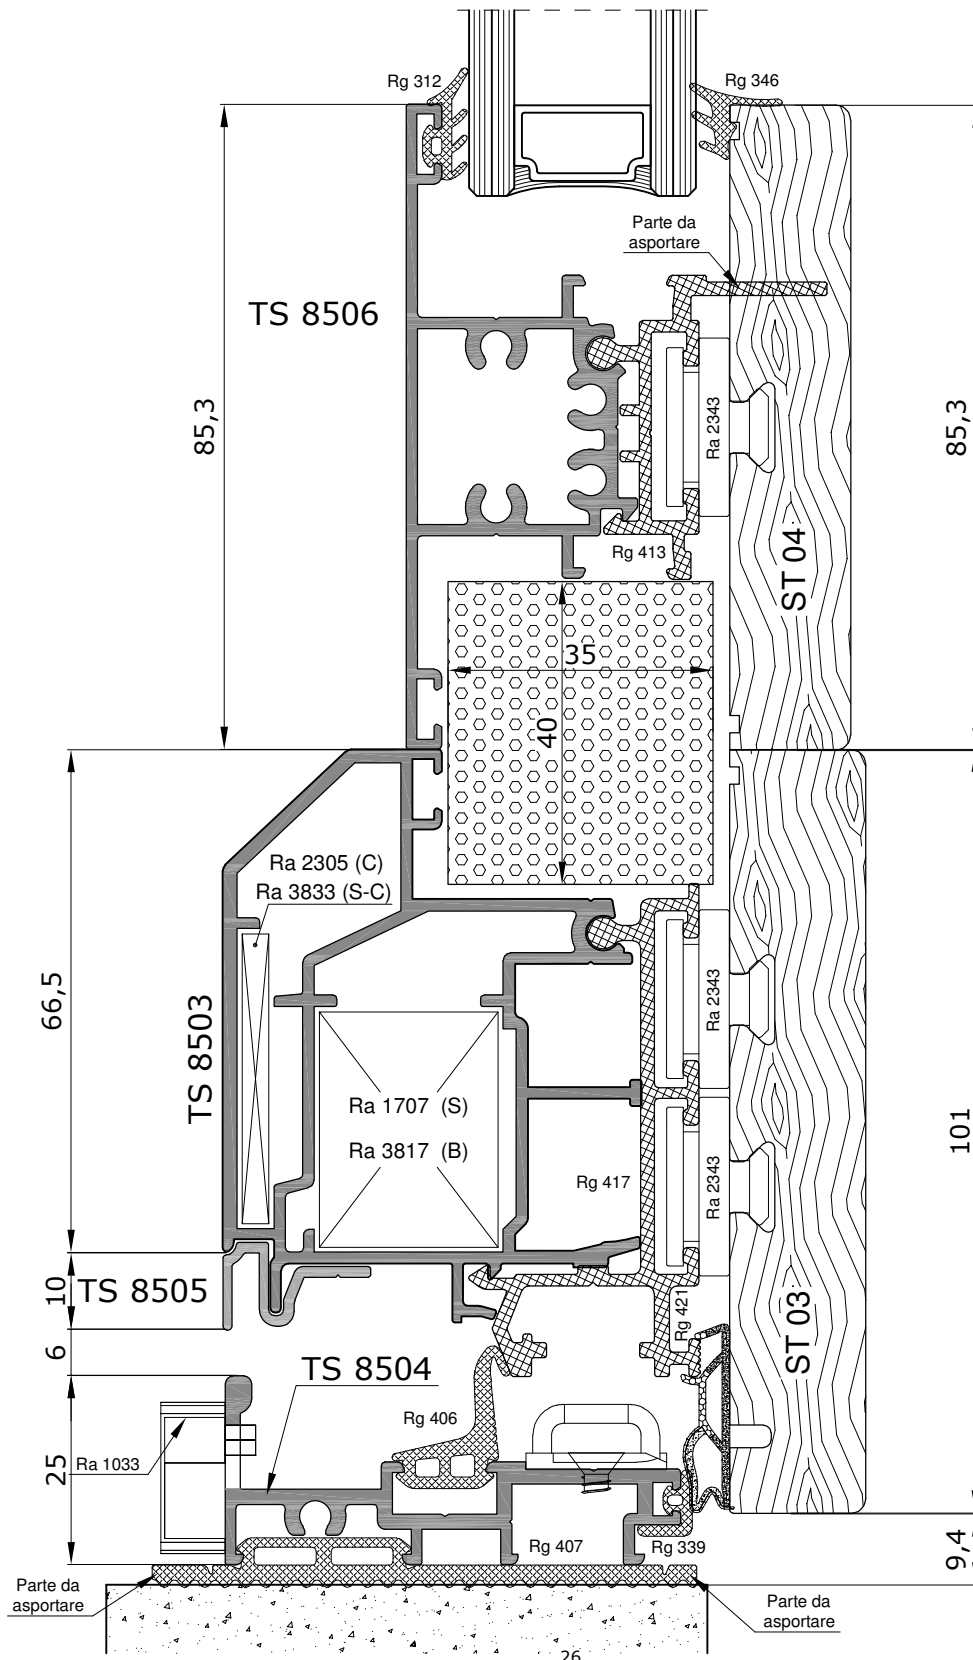 Rg 312
Rg 346
Parte da
asportare
TS 8506
85,3
85,3
Ra 2343
Rg 413
ST 04
35
40
Ra 2305 (C)
Ra 3833 (S-C)
66,5
TS 8503
Ra 2343
Ra 1707 (S)
Ra 3817 (B)
Rg 417
Ra 2343
101
10
TS 8505
Rg 421
ST 03
6
TS 8504
Rg 406
25
Ra 1033
Rg 407
Rg 339
9,4
Parte da
asportare
Parte da
asportare
26